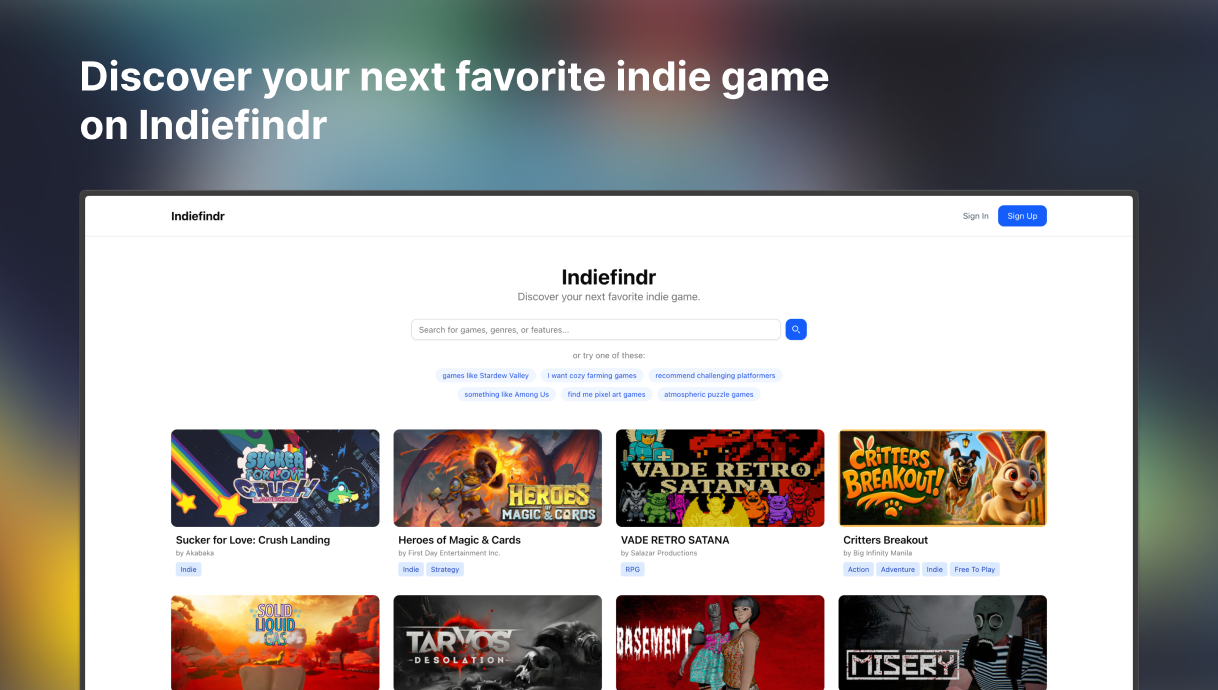 Discover your next favorite indie game
on Indiefindr
Indiefindr
Sign In
Sign Up
Indiefindr
Discover your next favorite indie game.
Search for games, genres, or features...
or try one of these:
games like Stardew Valley
I want cozy farming games
recommend challenging platformers
something like Among Us
find me pixel art games
atmospheric puzzle games
SUCKER
FOR LOVE
CRUSH
HEROES
OF
MAGIC & CARDS
VADE RETRO
SATANA
CRITTERS
BREAKOUT!
Sucker for Love: Crush Landing
by Akabaka
Indie
Heroes of Magic & Cards
by First Day Entertainment Inc.
Indie
Strategy
VADE RETRO SATANA
by Salazar Productions
RPG
Critters Breakout
by Big Infinity Manila
Action
Adventure
Indie
Free To Play
SOLID
LIQUID
GAS
TARVOS
DESOLATION
BASEMENT
MISERY